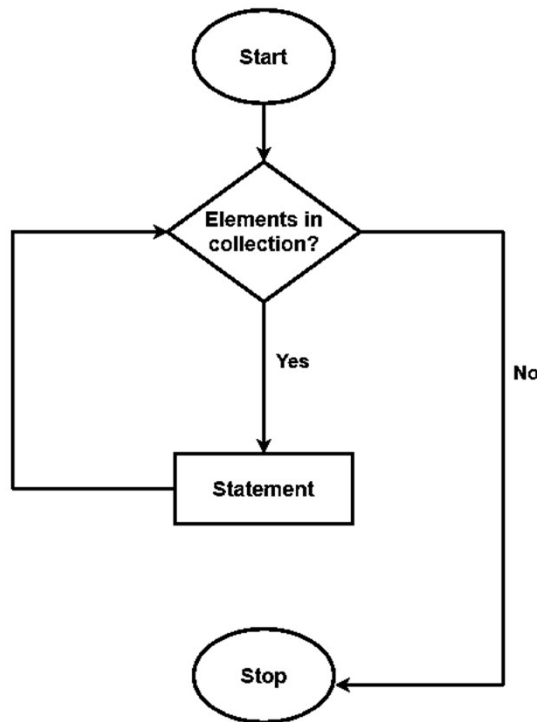 Start
Elements in
collection?
Yes
No
Statement
Stop